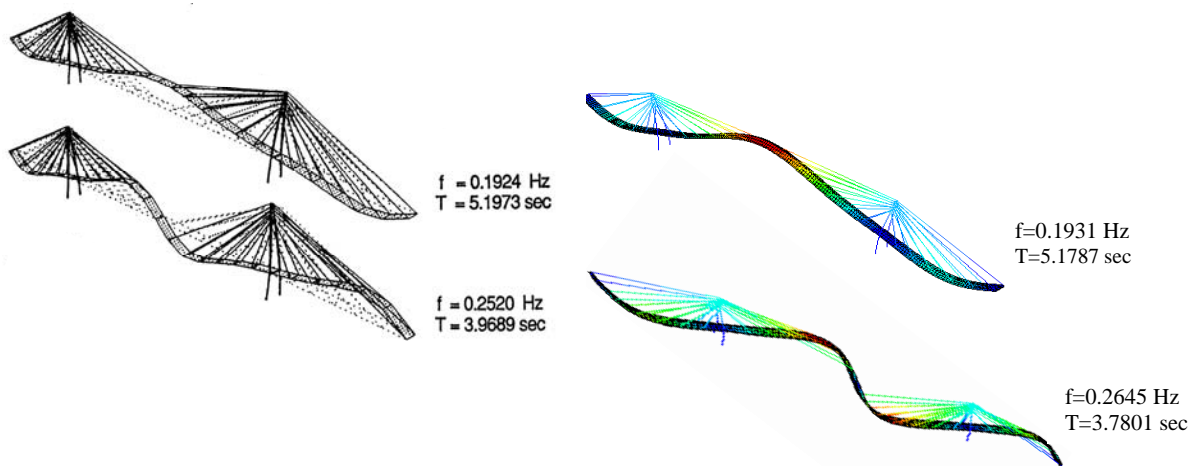 f = 0.1924 Hz
T = 5.1973 sec
f = 0.2520 Hz
T = 3.9689 sec
f=0.1931 Hz
T=5.1787 sec
f=0.2645 Hz
T=3.7801 sec